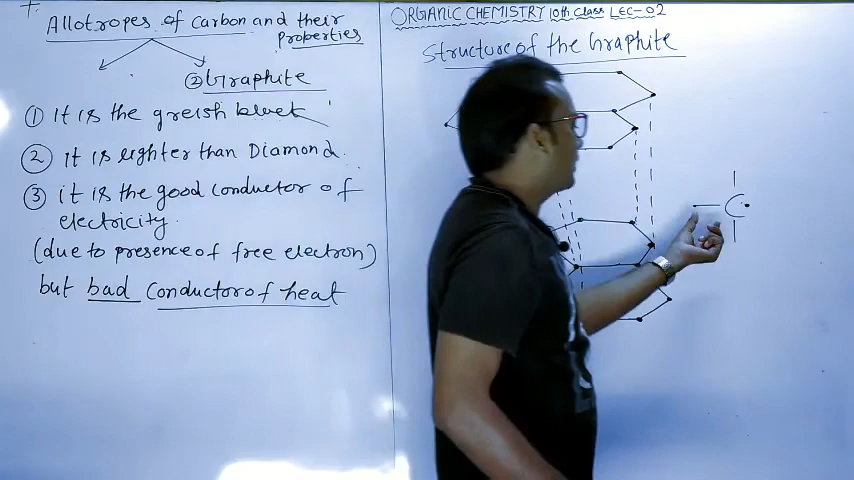 Allotropes of Carbon and their
Properties
② Graphite
① It is the greish black
② it is lighter than Diamond.
③ it is the good conductor of
electricity.
(due to presence of free electron)
but bad Conductor of heat
ORGANIC CHEMISTRY 10th Class LEC-02
Structure of the Graphite
C